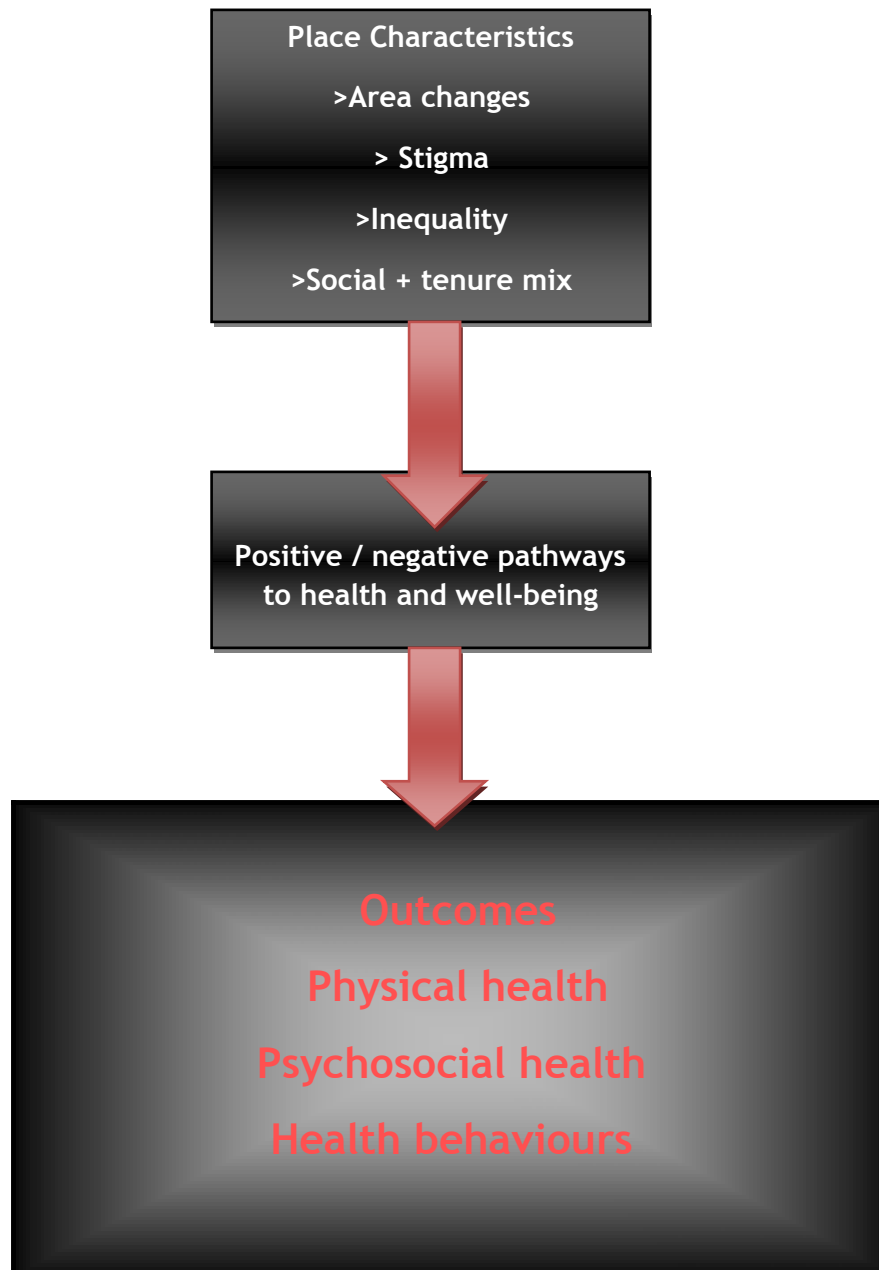 Place Characteristics
>Area changes
> Stigma
>Inequality
>Social + tenure mix
Positive / negative pathways
to health and well-being
Outcomes
Physical health
Psychosocial health
Health behaviours